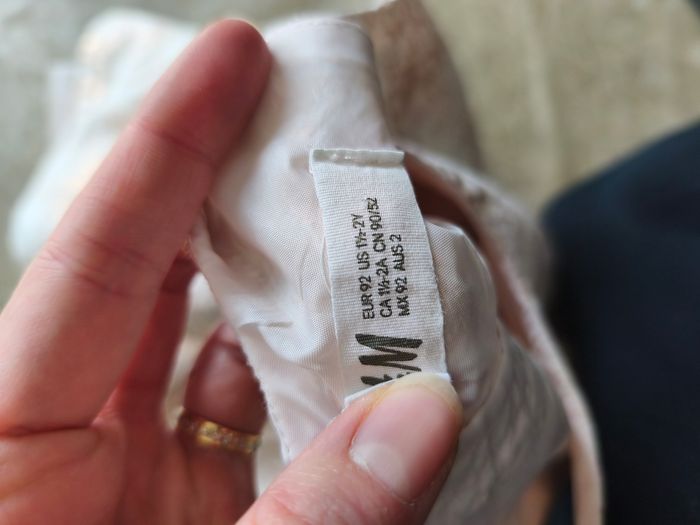 EUR 92 US 1½-2Y
CA 1½-2A CN 90/52
MX 92 AUS 2